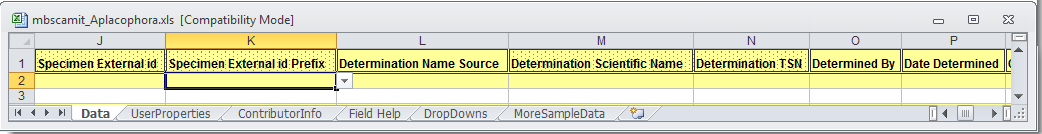 mbscamit_Aplacophora.xls [Compatibility Mode]
J K L M N O P
1 Specimen External id Specimen External id Prefix Determination Name Source Determination Scientific Name Determination TSN Determined By Date Determined
2
3
Data UserProperties ContributorInfo Field Help DropDowns MoreSampleData